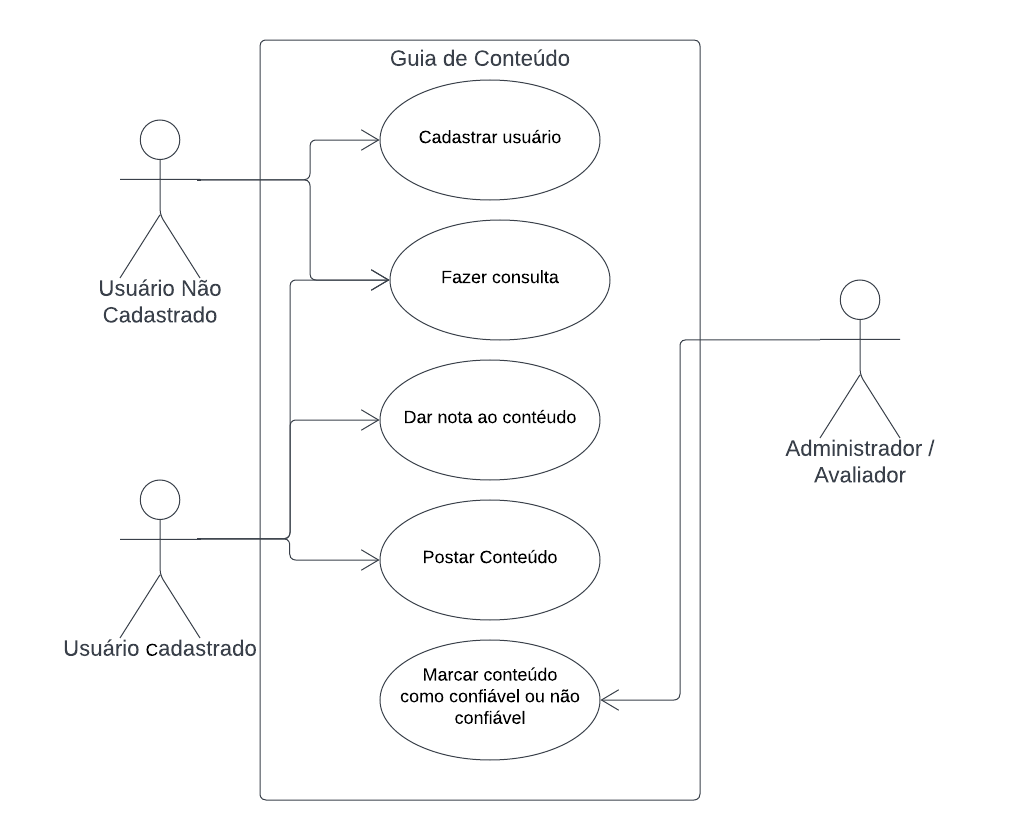 Guia de Conteúdo
Cadastrar usuário
Usuário Não
Cadastrado
Fazer consulta
Dar nota ao contéudo
Administrador /
Avaliador
Postar Conteúdo
Usuário cadastrado
Marcar conteúdo
como confiável ou não
confiável